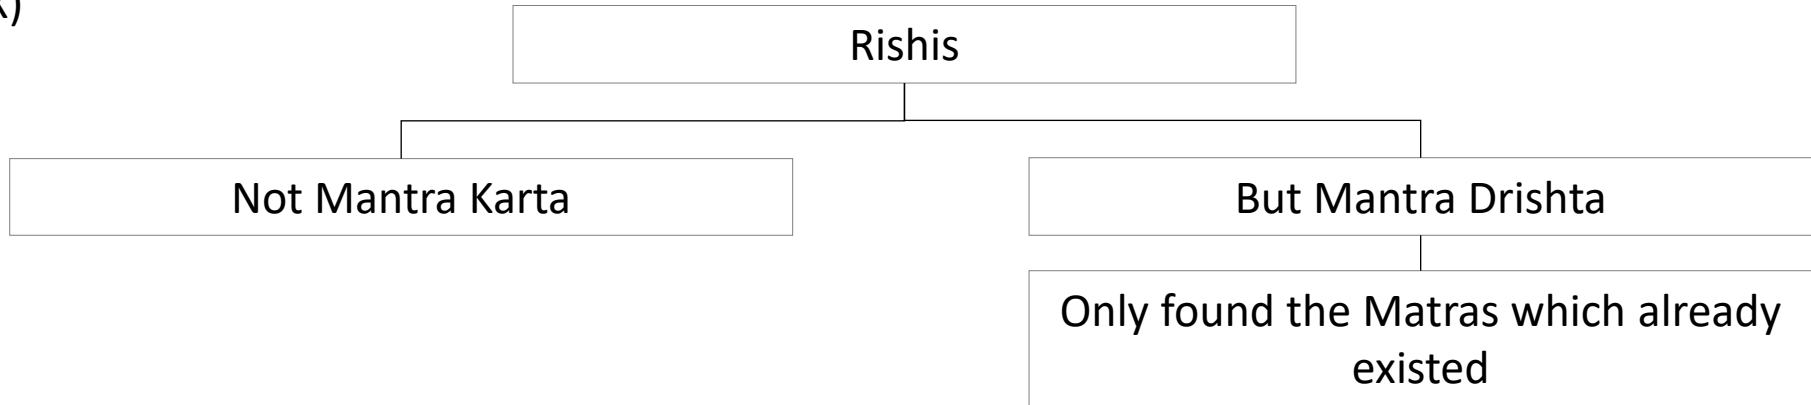 Rishis
Not Mantra Karta
But Mantra Drishta
Only found the Matras which already
existed